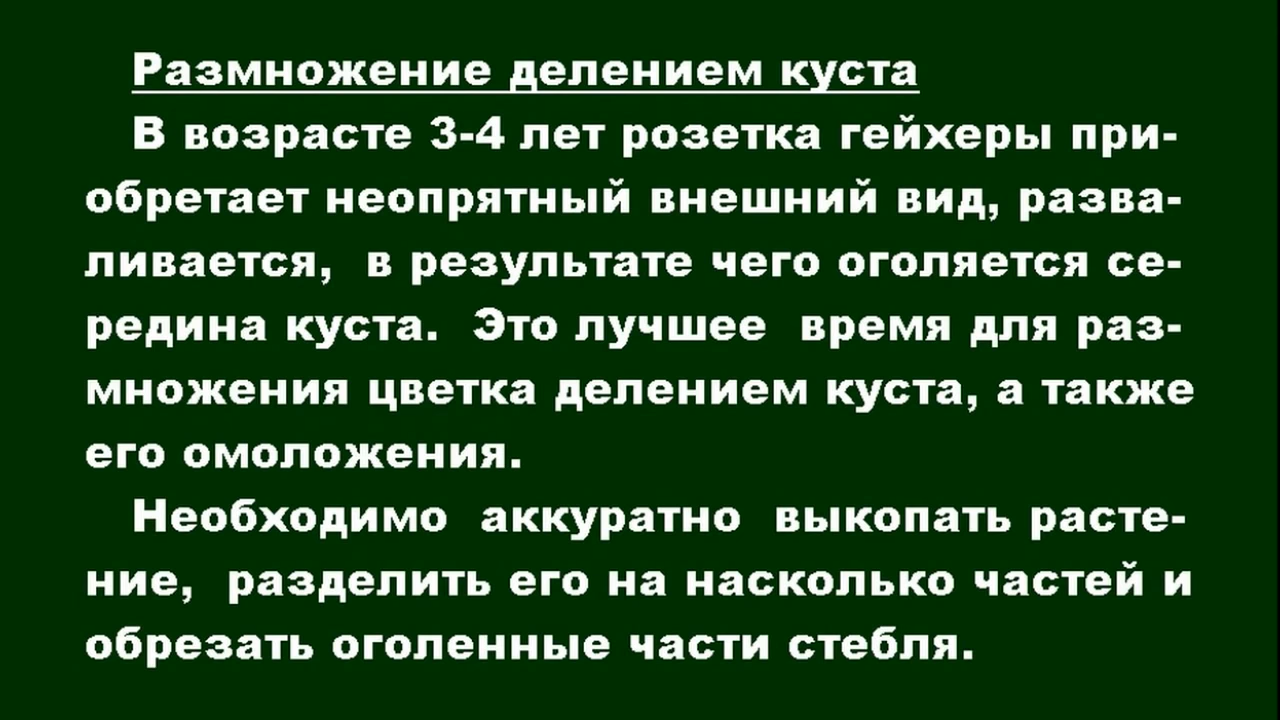 Размножение делением куста
В возрасте 3-4 лет розетка гейхеры при-
обретает неопрятный внешний вид, разва-
ливается, в результате чего оголяется се-
редина куста. Это лучшее время для раз-
множения цветка делением куста, а также
его омоложения.
Необходимо аккуратно выкопать расте-
ние, разделить его на насколько частей и
обрезать оголенные части стебля.